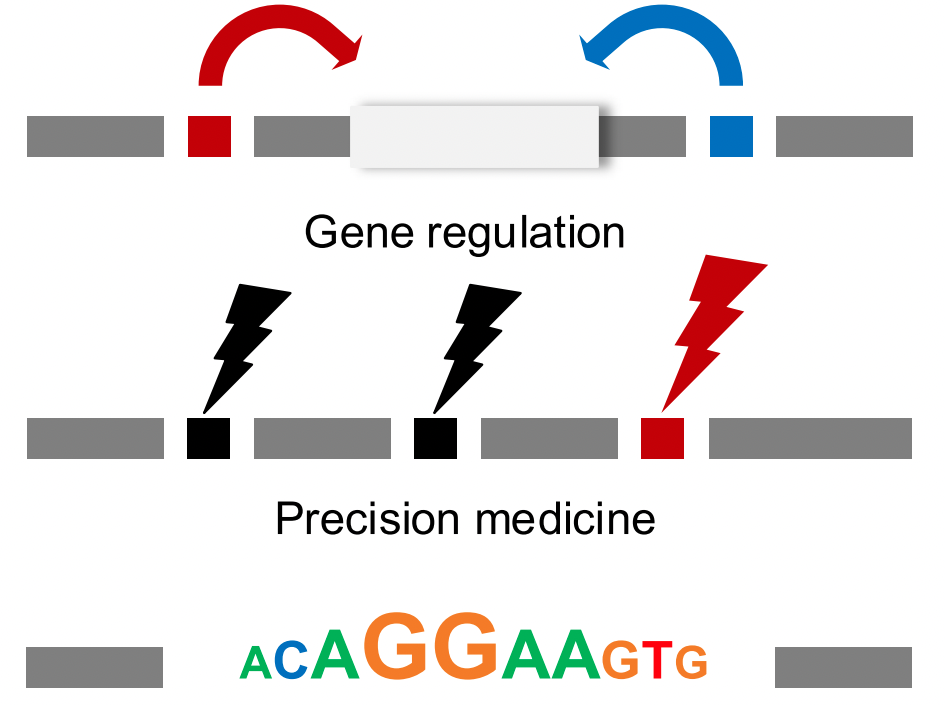 Gene regulation
Precision medicine
ACAGGAAGTG